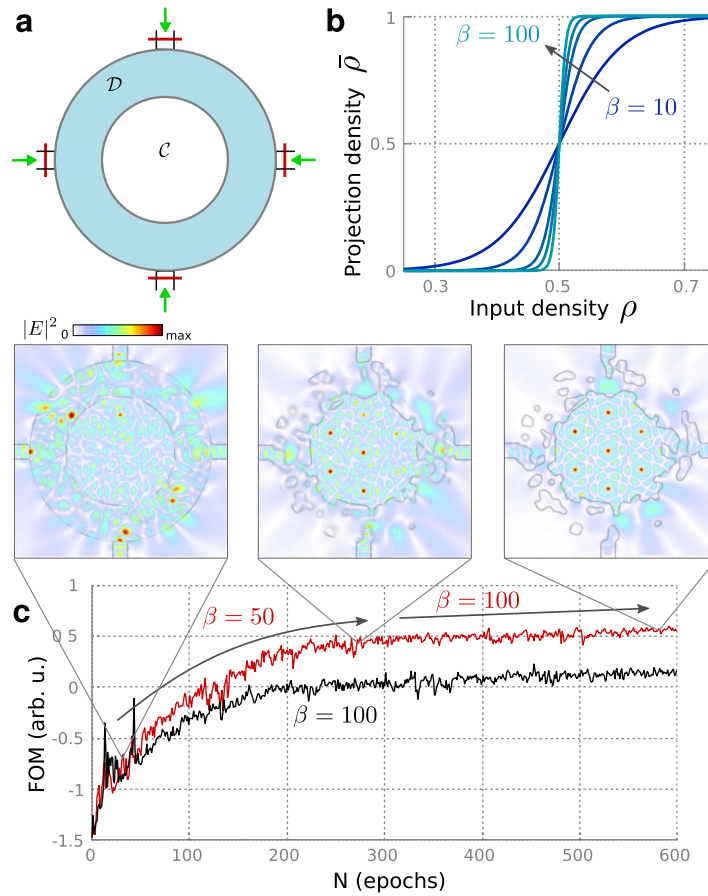 a
D
C
b
β = 100
β = 10
Projection density ρ̄
1
0.5
0
0.3
0.5
0.7
Input density ρ
|E|² 0 max
c
β = 50
β = 100
β = 100
FOM (arb. u.)
1
0.5
0
-0.5
-1
-1.5
0
100
200
300
400
500
600
N (epochs)